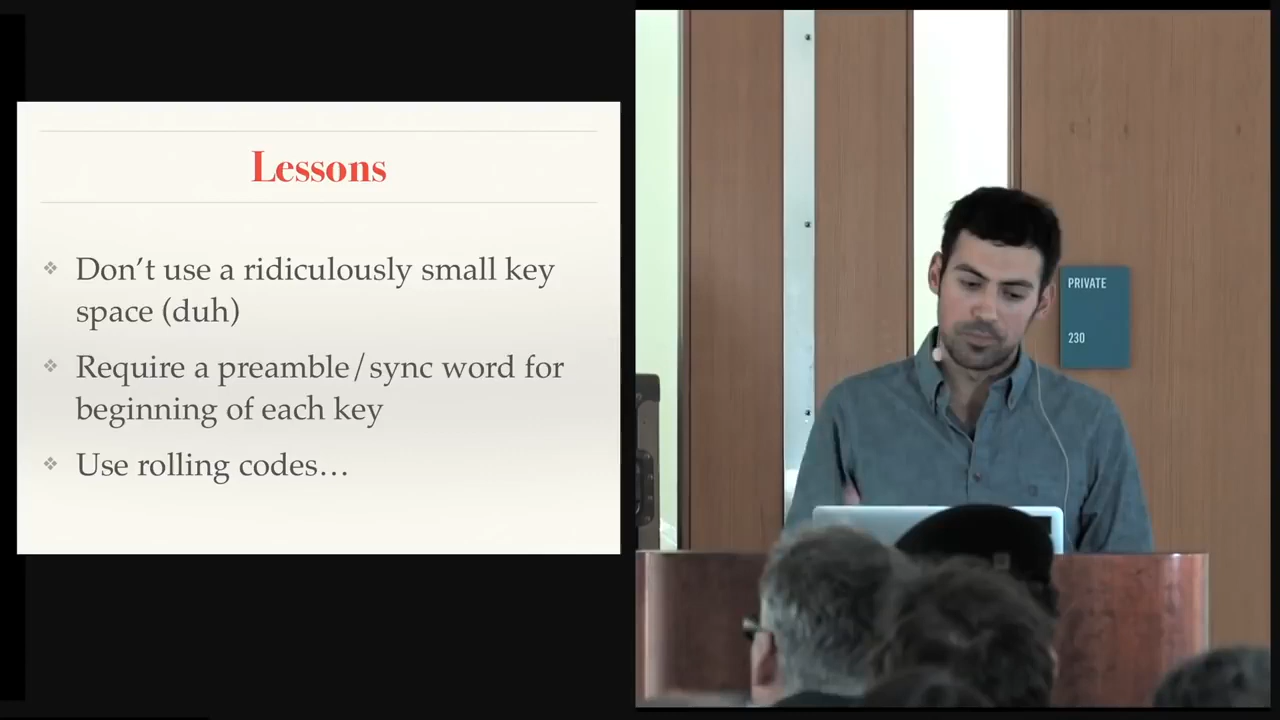 Lessons
Don’t use a ridiculously small key
space (duh)
Require a preamble/sync word for
beginning of each key
Use rolling codes…
PRIVATE
230